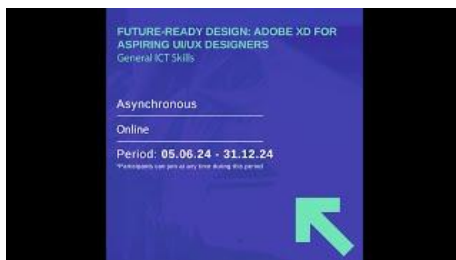 FUTURE-READY DESIGN: ADOBE XD FOR
ASPIRING UI/UX DESIGNERS
General ICT Skills
Asynchronous
Online
Period: 05.06.24 - 31.12.24
*Participants can join at any time during this period